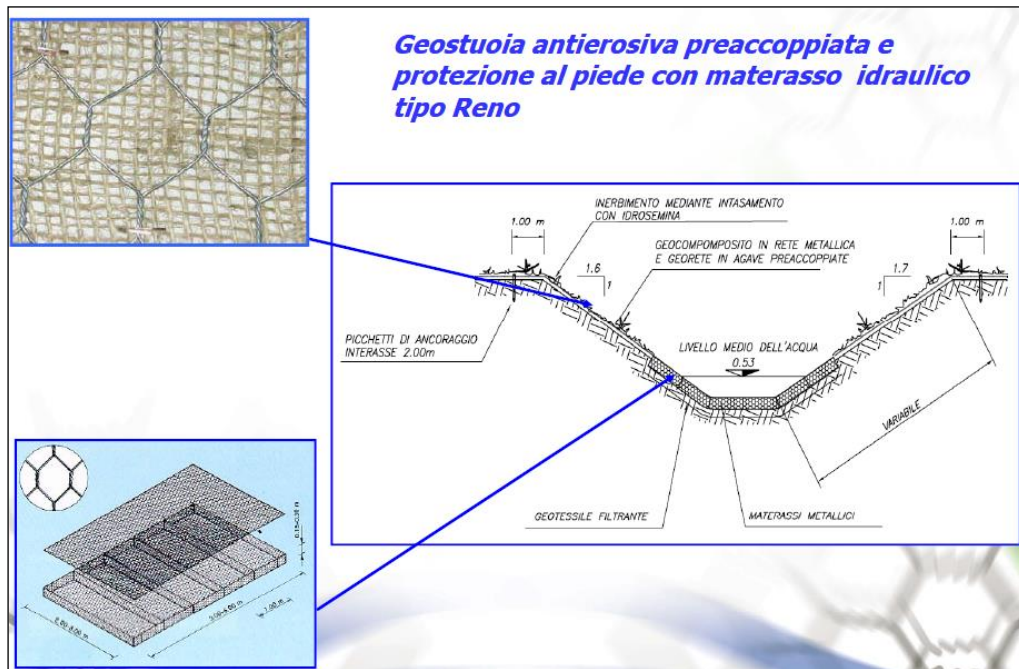 Geostuoia antierosiva preaccoppiata e
protezione al piede con materasso idraulico
tipo Reno
INERBIMENTO MEDIANTE INTASAMENTO
CON IDROSEMINA
1.00 m
1.00 m
GEOCOMPOMPOSITO IN RETE METALLICA
E GEORETE IN AGAVE PREACCOPPIATE
1.6
1
1.7
1
PICCHETTI DI ANCORAGGIO
INTERASSE 2.00m
LIVELLO MEDIO DELL'ACQUA
0.53
VARIABILE
GEOTESSILE FILTRANTE
MATERASSI METALLICI
1.00 m